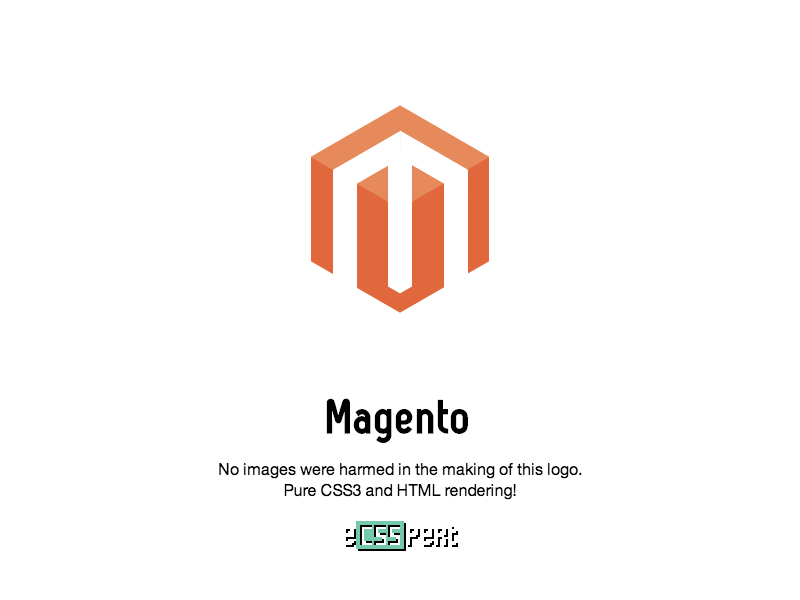 Magento
No images were harmed in the making of this logo.
Pure CSS3 and HTML rendering!
eCSSpert